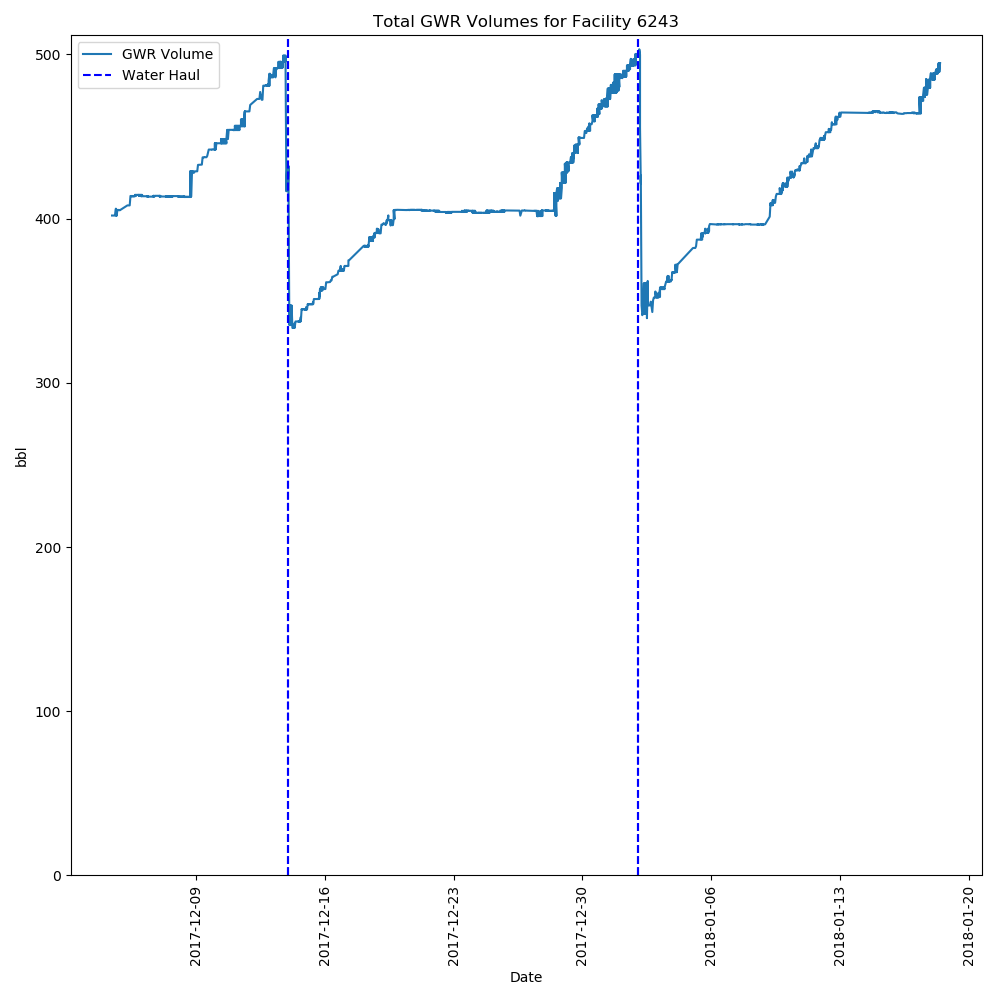 Total GWR Volumes for Facility 6243
GWR Volume
Water Haul
500
400
300
200
100
0
bbl
2017-12-09
2017-12-16
2017-12-23
2017-12-30
2018-01-06
2018-01-13
2018-01-20
Date